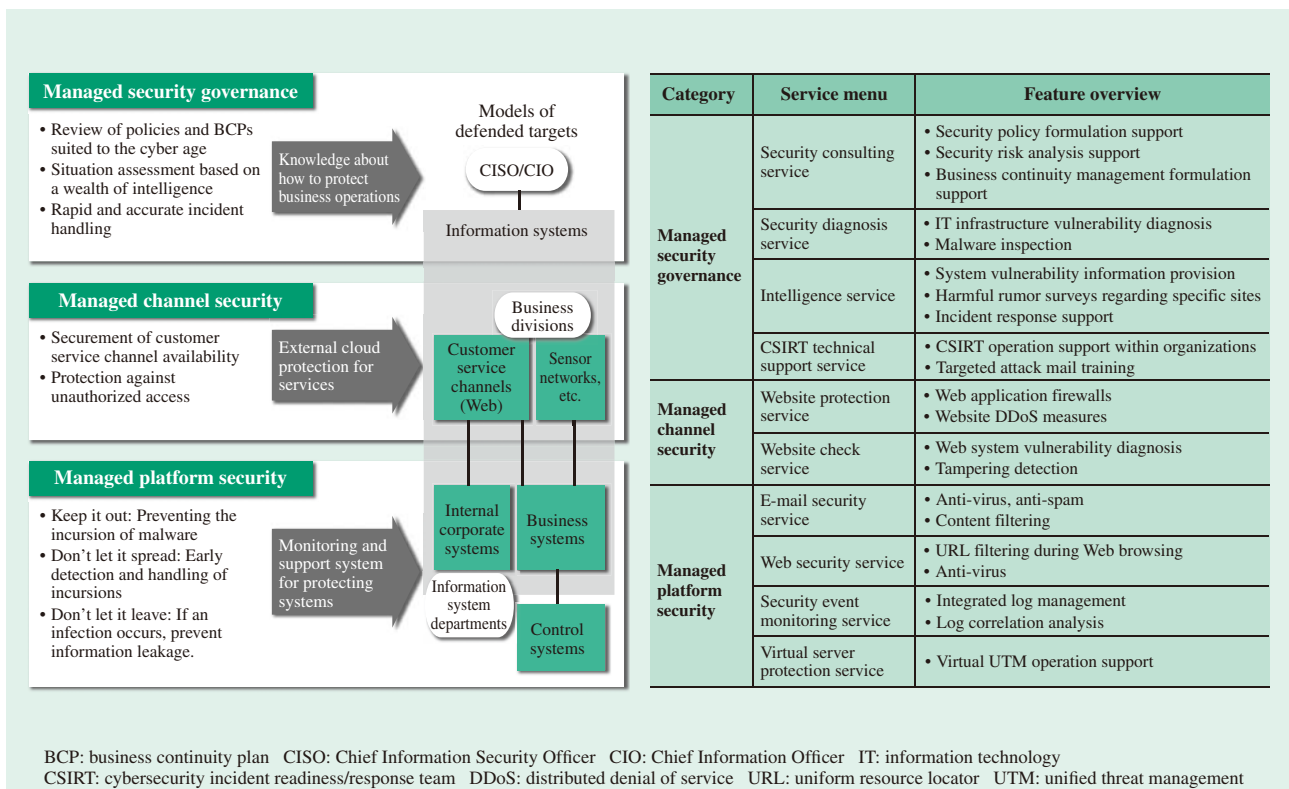 Managed security governance
• Review of policies and BCPs
suited to the cyber age
• Situation assessment based on
a wealth of intelligence
• Rapid and accurate incident
handling
Knowledge about
how to protect
business operations
Models of
defended targets
CISO/CIO
Information systems
Managed channel security
• Securement of customer
service channel availability
• Protection against
unauthorized access
External cloud
protection for
services
Business
divisions
Customer
service
channels
(Web)
Sensor
networks,
etc.
Managed platform security
• Keep it out: Preventing the
incursion of malware
• Don't let it spread: Early
detection and handling of
incursions
• Don't let it leave: If an
infection occurs, prevent
information leakage.
Monitoring and
support system
for protecting
systems
Internal
corporate
systems
Business
systems
Information
system
departments
Control
systems
Category Service menu Feature overview
Managed
security
governance
Security consulting
service
• Security policy formulation support
• Security risk analysis support
• Business continuity management formulation
support
Security diagnosis
service
• IT infrastructure vulnerability diagnosis
• Malware inspection
Intelligence service
• System vulnerability information provision
• Harmful rumor surveys regarding specific sites
• Incident response support
CSIRT technical
support service
• CSIRT operation support within organizations
• Targeted attack mail training
Managed
channel
security
Website protection
service
• Web application firewalls
• Website DDoS measures
Website check
service
• Web system vulnerability diagnosis
• Tampering detection
Managed
platform
security
E-mail security
service
• Anti-virus, anti-spam
• Content filtering
Web security service
• URL filtering during Web browsing
• Anti-virus
Security event
monitoring service
• Integrated log management
• Log correlation analysis
Virtual server
protection service
• Virtual UTM operation support
BCP: business continuity plan CISO: Chief Information Security Officer CIO: Chief Information Officer IT: information technology
CSIRT: cybersecurity incident readiness/response team DDoS: distributed denial of service URL: uniform resource locator UTM: unified threat management